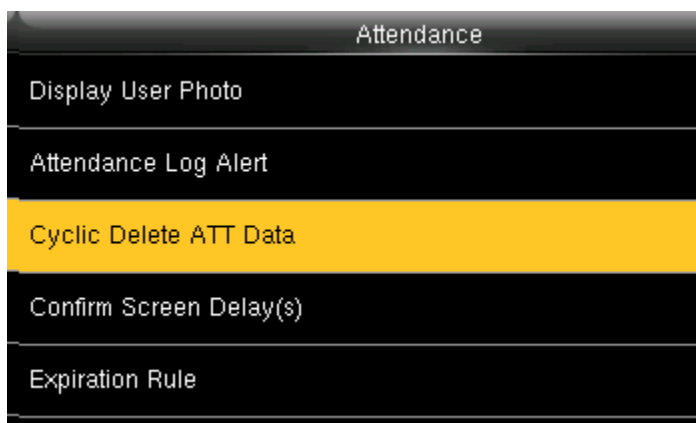 Attendance
Display User Photo
Attendance Log Alert
Cyclic Delete ATT Data
Confirm Screen Delay(s)
Expiration Rule